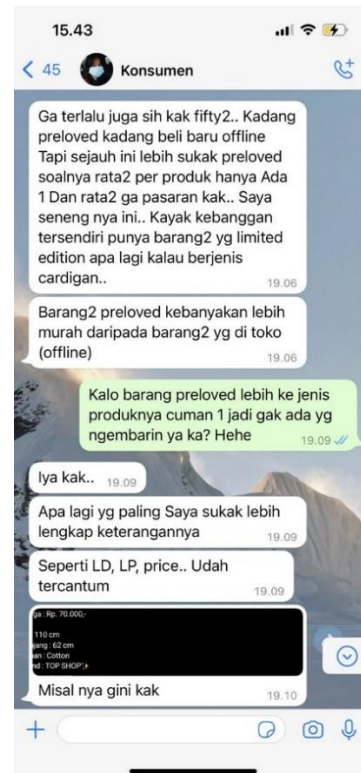 15.43
45
Konsumen
Ga terlalu juga sih kak fifty2.. Kadang
preloved kadang beli baru offline
Tapi sejauh ini lebih sukak preloved
soalnya rata2 per produk hanya Ada
1 Dan rata2 ga pasaran kak.. Saya
seneng nya ini.. Kayak kebanggan
tersendiri punya barang2 yg limited
edition apa lagi kalau berjenis
cardigan..
19.06
Barang2 preloved kebanyakan lebih
murah daripada barang2 yg di toko
(offline)
19.06
Kalo barang preloved lebih ke jenis
produknya cuman 1 jadi gak ada yg
ngembarin ya ka? Hehe
19.09
Iya kak..
19.09
Apa lagi yg paling Saya sukak lebih
lengkap keterangannya
19.09
Seperti LD, LP, price.. Udah
tercantum
19.09
ga : Rp. 70.000,-
110 cm
jang : 62 cm
an : Cotton
nd : TOP SHOP
Misal nya gini kak
19.10